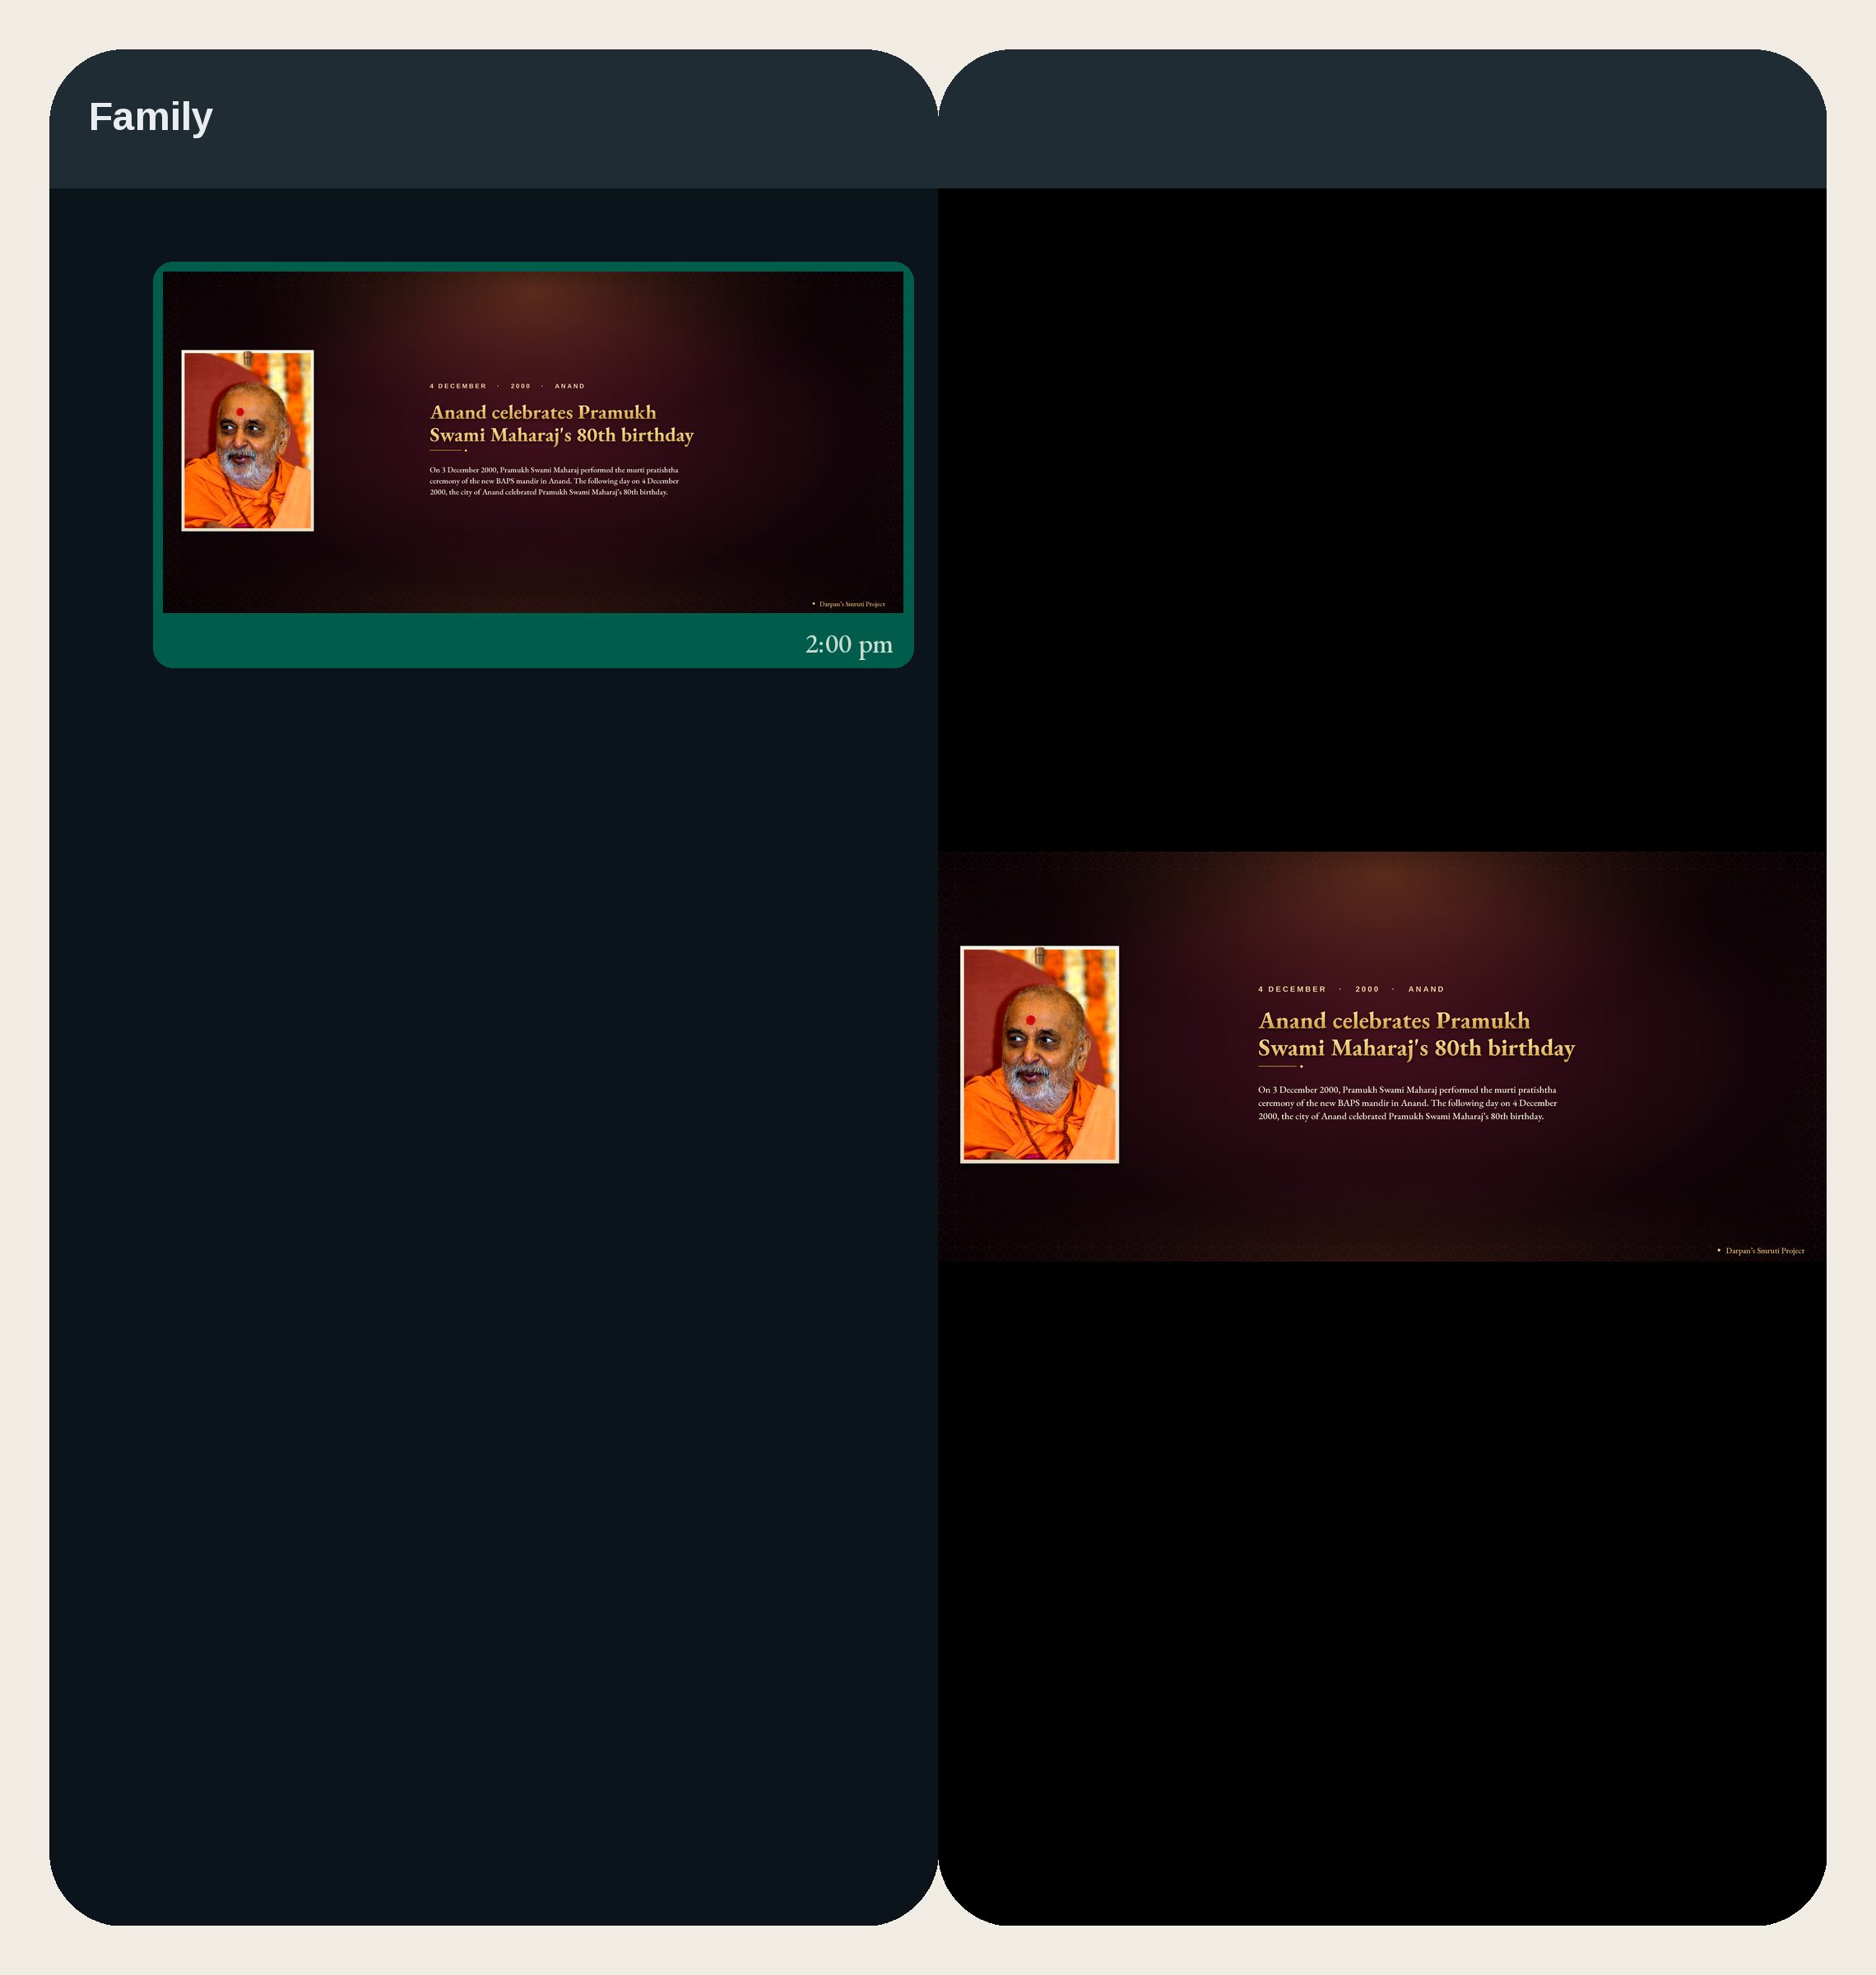 Family
4 DECEMBER · 2000 · ANAND
Anand celebrates Pramukh
Swami Maharaj's 80th birthday
On 3 December 2000, Pramukh Swami Maharaj performed the murti pratishtha
ceremony of the new BAPS mandir in Anand. The following day on 4 December
2000, the city of Anand celebrated Pramukh Swami Maharaj's 80th birthday.
Darpan's Smruti Project
2:00 pm
4 DECEMBER · 2000 · ANAND
Anand celebrates Pramukh
Swami Maharaj's 80th birthday
On 3 December 2000, Pramukh Swami Maharaj performed the murti pratishtha
ceremony of the new BAPS mandir in Anand. The following day on 4 December
2000, the city of Anand celebrated Pramukh Swami Maharaj's 80th birthday.
Darpan's Smruti Project